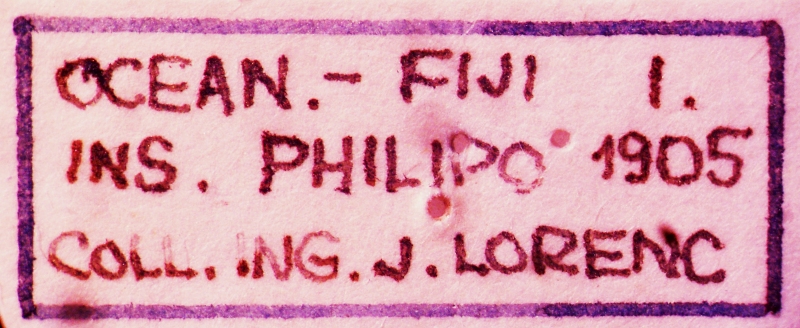 OCEAN.- FIJI I.
INS. PHILIPO 1905
COLL. ING. J. LORENC